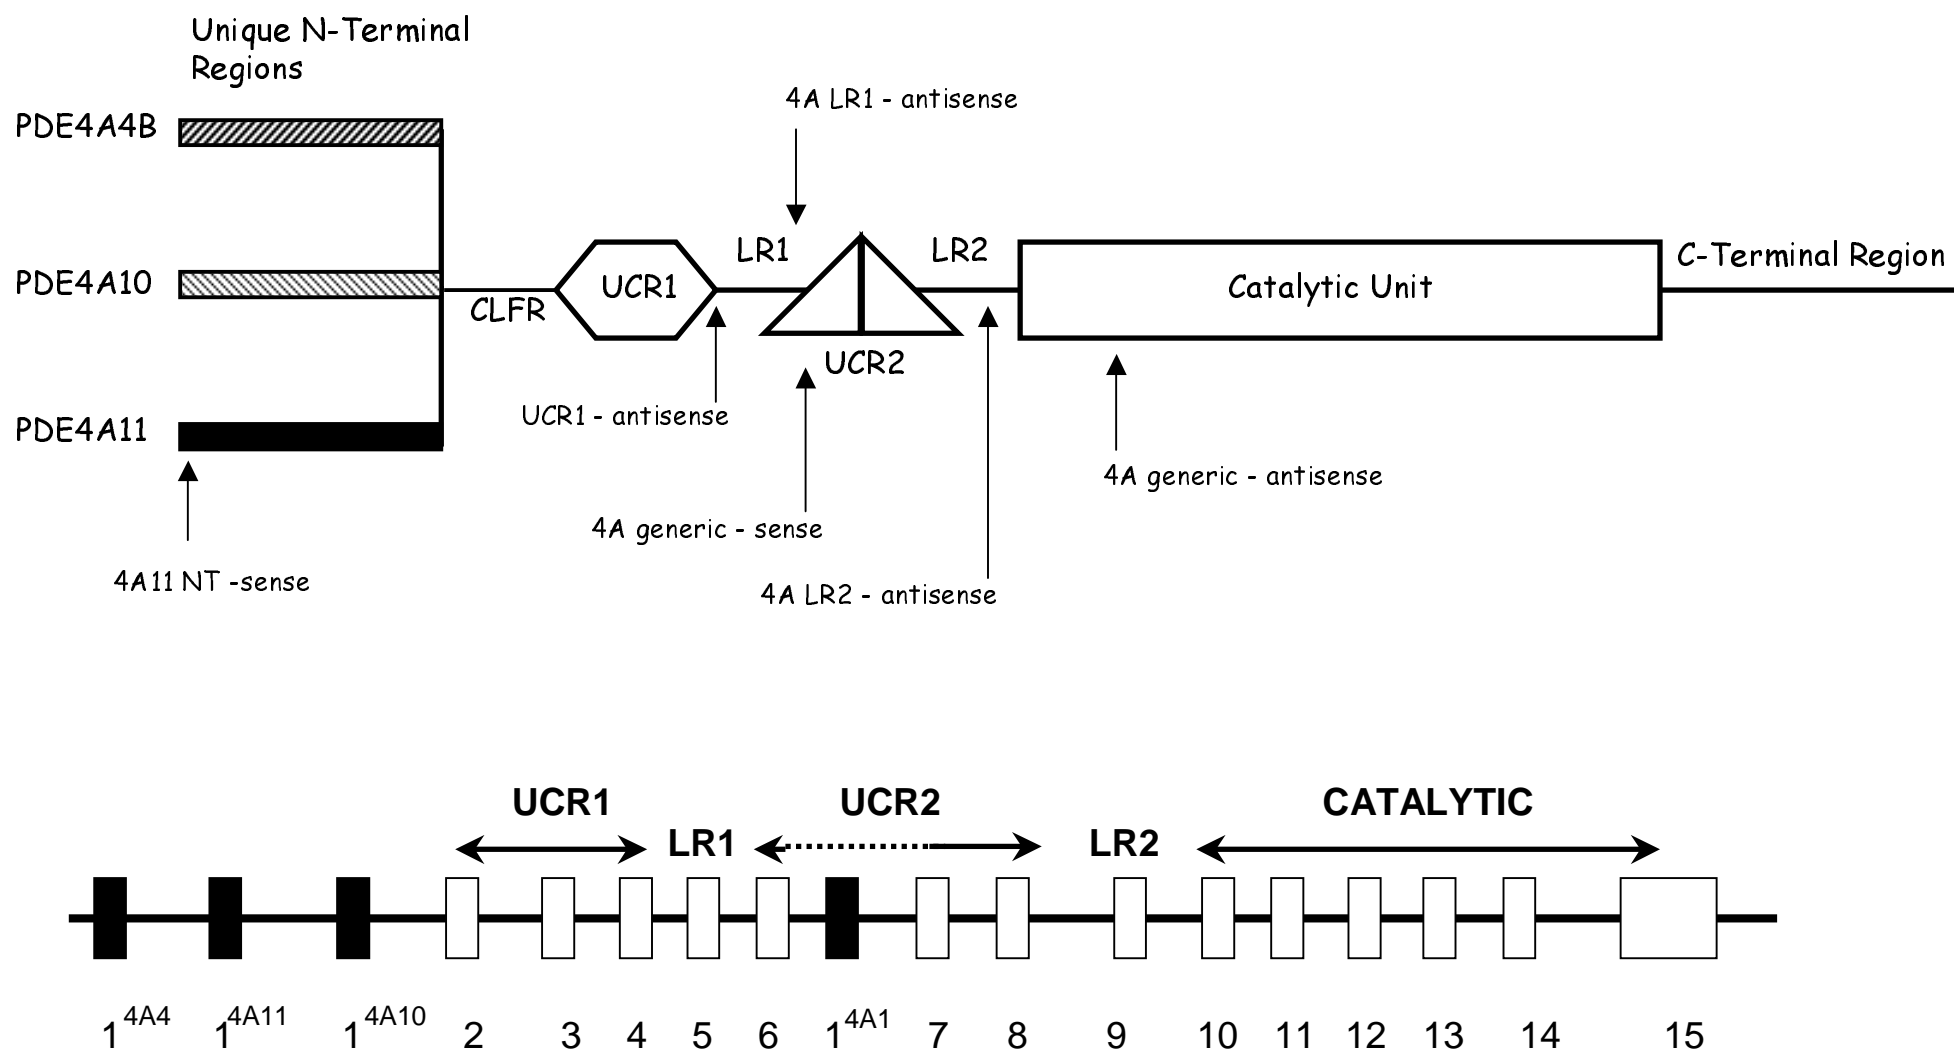 Unique N-Terminal
Regions
PDE4A4B
4A LR1 - antisense
PDE4A10
CLFR
UCR1
LR1
UCR2
LR2
Catalytic Unit
C-Terminal Region
PDE4A11
UCR1 - antisense
4A generic - antisense
4A generic - sense
4A11 NT -sense
4A LR2 - antisense
UCR1 UCR2 CATALYTIC
LR1 LR2
1 4A4 1 4A11 1 4A10 2 3 4 5 6 1 4A1 7 8 9 10 11 12 13 14 15